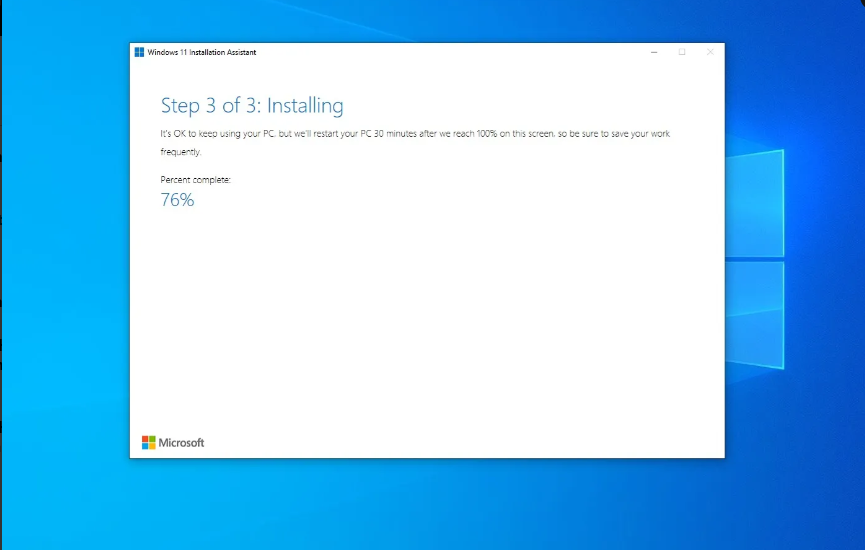 Windows 11 Installation Assistant
Step 3 of 3: Installing
It's OK to keep using your PC, but we'll restart your PC 30 minutes after we reach 100% on this screen, so be sure to save your work
frequently.
Percent complete:
76%
Microsoft